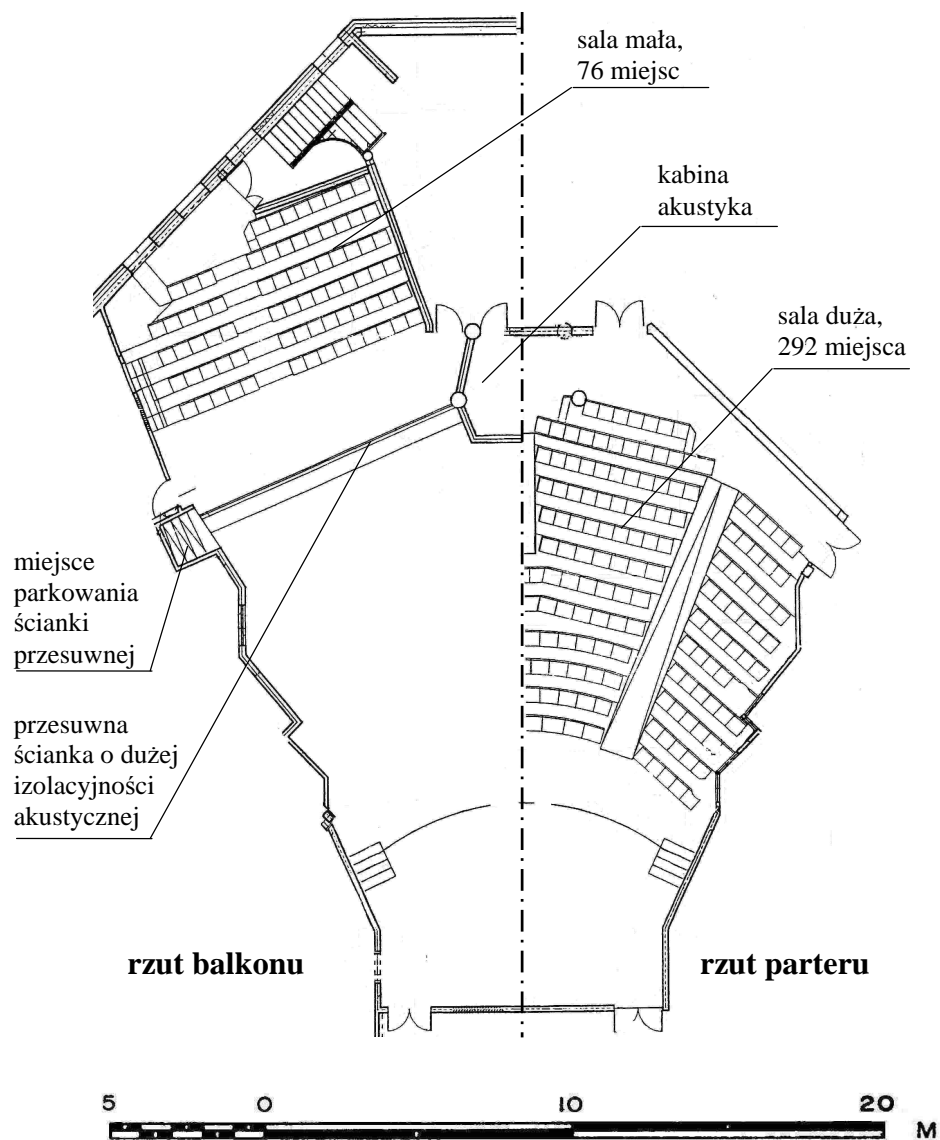 sala mała,
76 miejsc
kabina
akustyka
sala duża,
292 miejsca
miejsce
parkowania
ścianki
przesuwnej
przesuwna
ścianka o dużej
izolacyjności
akustycznej
rzut balkonu
rzut parteru
5 0 10 20
M